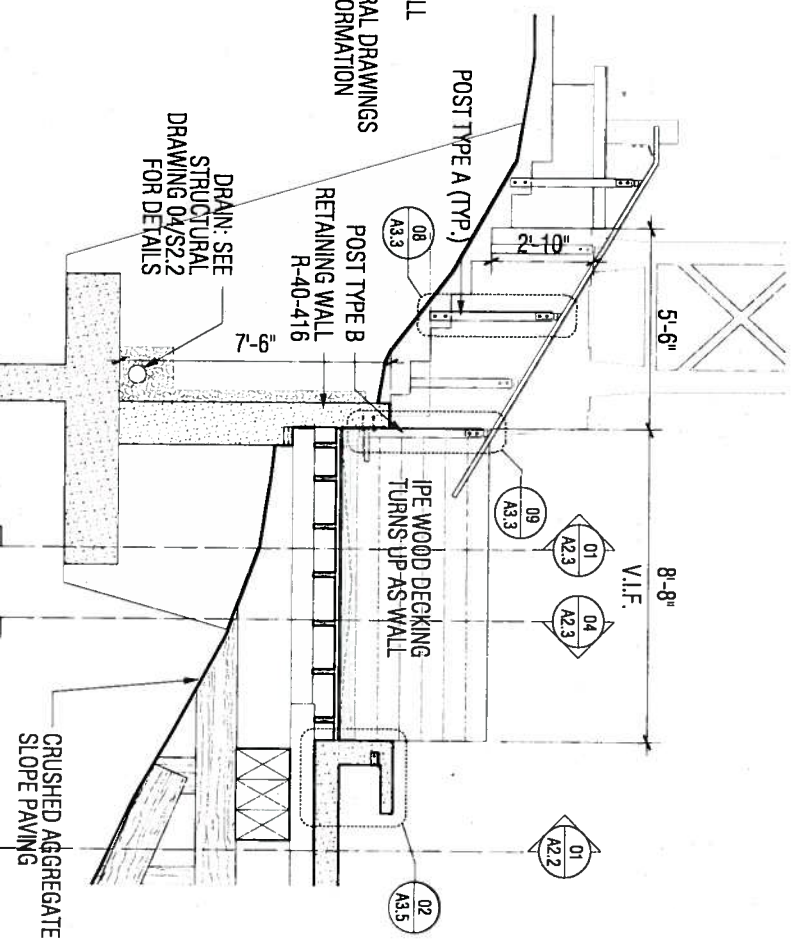 LL
RAL DRAWINGS
ORMATION
POST TYPE A (TYP.)
08
A3.3
2'-10"
5'-6"
DRAIN: SEE
STRUCTURAL
DRAWING 04/S2.2
FOR DETAILS
POST TYPE B
RETAINING WALL
R-40-416
7'-6"
09
A3.3
IPE WOOD DECKING
TURNS UP AS WALL
01
A2.3
04
A2.3
8'-8"
V.I.F.
CRUSHED AGGREGATE
SLOPE PAVING
02
A3.5
01
A2.2